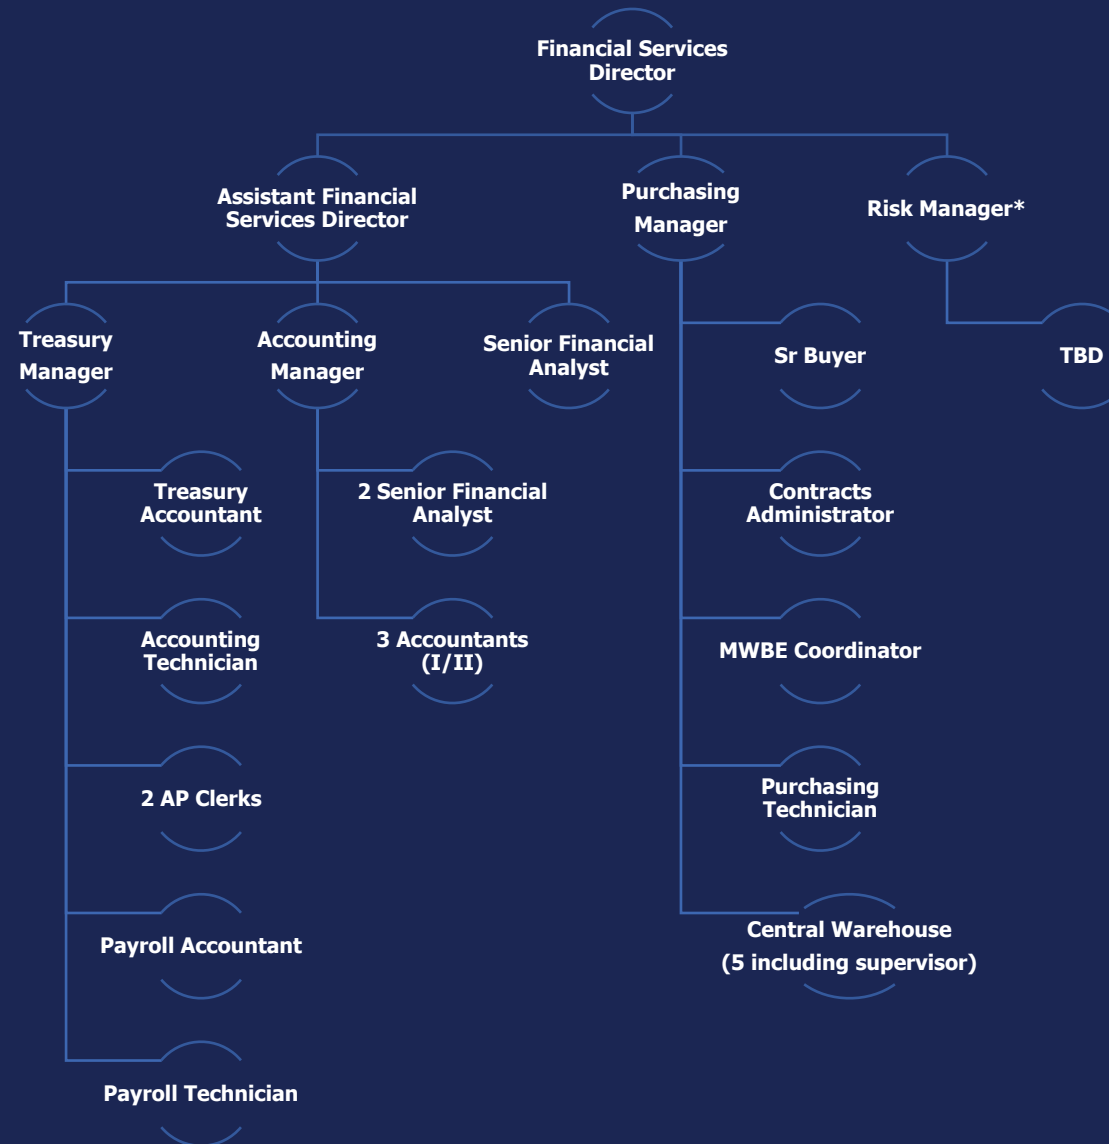 Financial Services
Director
Assistant Financial
Services Director
Purchasing
Manager
Risk Manager*
Treasury
Manager
Accounting
Manager
Senior Financial
Analyst
Sr Buyer
TBD
Treasury
Accountant
2 Senior Financial
Analyst
Contracts
Administrator
Accounting
Technician
3 Accountants
(I/II)
MWBE Coordinator
2 AP Clerks
Purchasing
Technician
Payroll Accountant
Central Warehouse
(5 including supervisor)
Payroll Technician